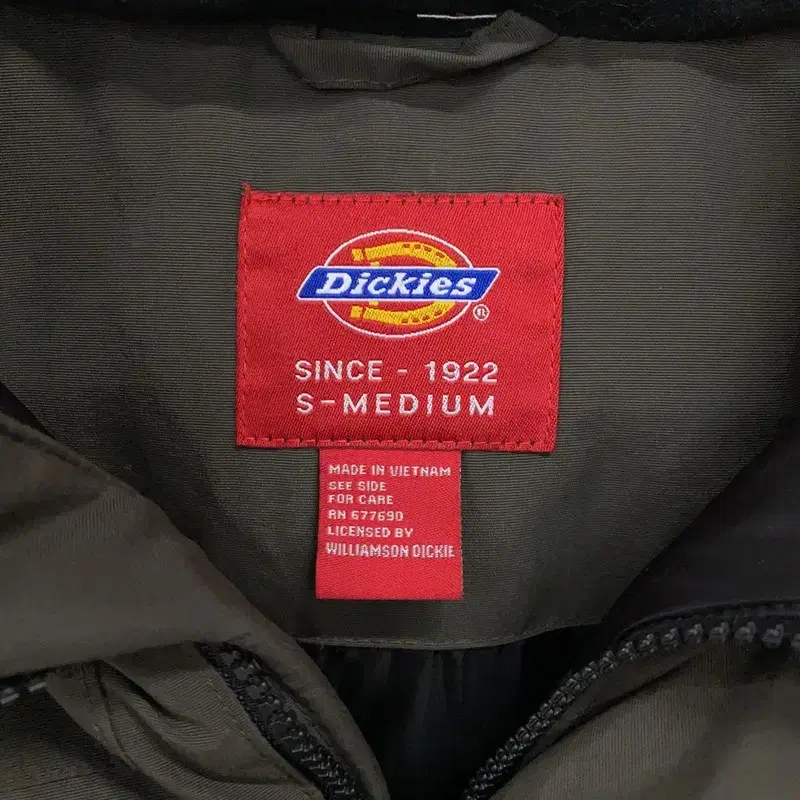 Dickies
®
SINCE - 1922
S-MEDIUM
MADE IN VIETNAM
SEE SIDE
FOR CARE
RN 677690
LICENSED BY
WILLIAMSON DICKIE